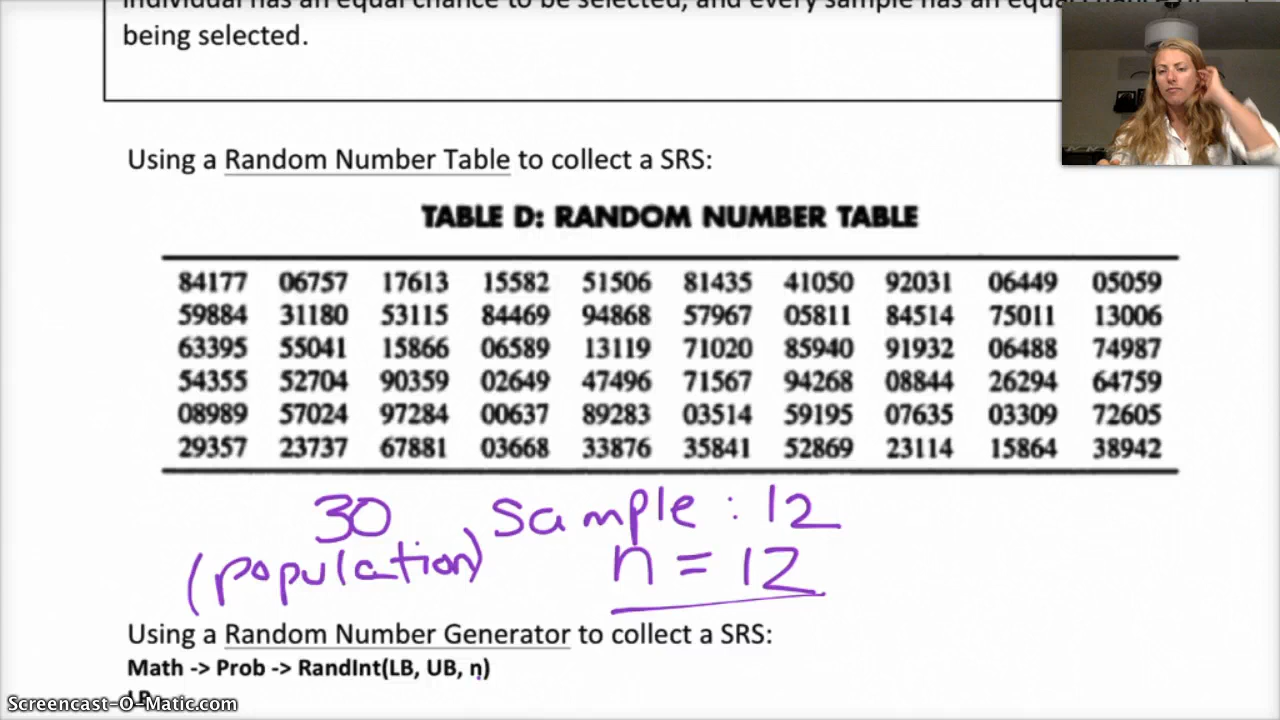 being selected.
Using a Random Number Table to collect a SRS:
TABLE D: RANDOM NUMBER TABLE
84177 06757 17613 15582 51506 81435 41050 92031 06449 05059
59884 31180 53115 84469 94868 57967 05811 84514 75011 13006
63395 55041 15866 06589 13119 71020 85940 91932 06488 74987
54355 52704 90359 02649 47496 71567 94268 08844 26294 64759
08989 57024 97284 00637 89283 03514 59195 07635 03309 72605
29357 23737 67881 03668 33876 35841 52869 23114 15864 38942
30 sample : 12
(population) n = 12
Using a Random Number Generator to collect a SRS:
Math -> Prob -> RandInt(LB, UB, n)
Screencast-O-Matic.com